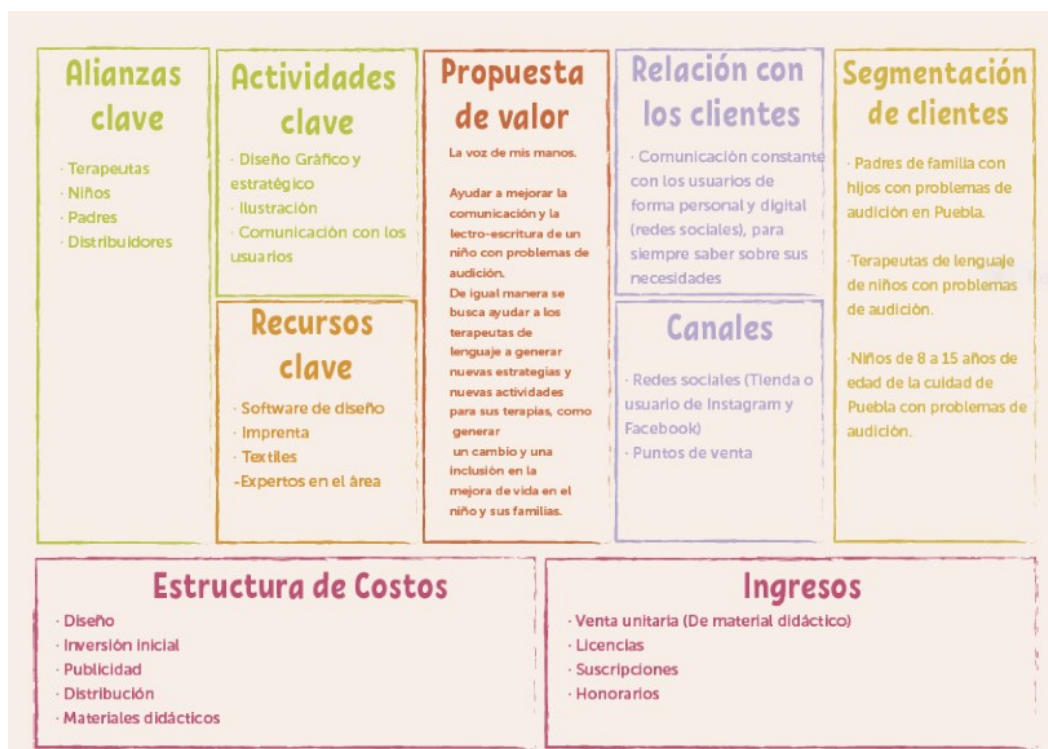 Alianzas
clave
· Terapeutas
· Niños
· Padres
· Distribuidores
Actividades
clave
· Diseño Gráfico y
estratégico
· Ilustración
· Comunicación con los
usuarios
Recursos
clave
· Software de diseño
· Imprenta
· Textiles
-Expertos en el área
Propuesta
de valor
La voz de mis manos.
Ayudar a mejorar la
comunicación y la
lectro-escritura de un
niño con problemas de
audición.
De igual manera se
busca ayudar a los
terapeutas de
lenguaje a generar
nuevas estrategias y
nuevas actividades
para sus terapias, como
generar
un cambio y una
inclusión en la
mejora de vida en el
niño y sus familias.
Relación con
los clientes
· Comunicación constante
con los usuarios de
forma personal y digital
(redes sociales), para
siempre saber sobre sus
necesidades
Canales
· Redes sociales (Tienda o
usuario de Instagram y
Facebook)
· Puntos de venta
Segmentación
de clientes
· Padres de familia con
hijos con problemas de
audición en Puebla.
·Terapeutas de lenguaje
de niños con problemas
de audición.
·Niños de 8 a 15 años de
edad de la cuidad de
Puebla con problemas de
audición.
Estructura de Costos
· Diseño
· Inversión inicial
· Publicidad
· Distribución
· Materiales didácticos
Ingresos
· Venta unitaria (De material didáctico)
· Licencias
· Suscripciones
· Honorarios